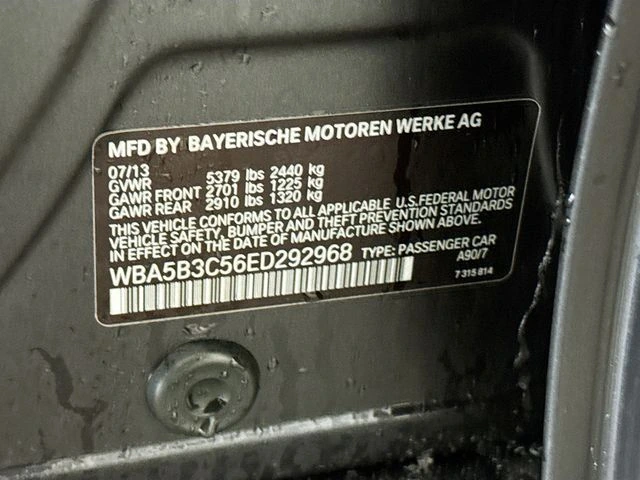 MFD BY BAYERISCHE MOTOREN WERKE AG
07/13
GVWR 5379 lbs 2440 kg
GAWR FRONT 2701 lbs 1225 kg
GAWR REAR 2910 lbs 1320 kg
THIS VEHICLE CONFORMS TO ALL APPLICABLE U.S.FEDERAL MOTOR
VEHICLE SAFETY, BUMPER AND THEFT PREVENTION STANDARDS
IN EFFECT ON THE DATE OF MANUFACTURE SHOWN ABOVE.
WBA5B3C56ED292968 TYPE: PASSENGER CAR
A90/7
7 315 814